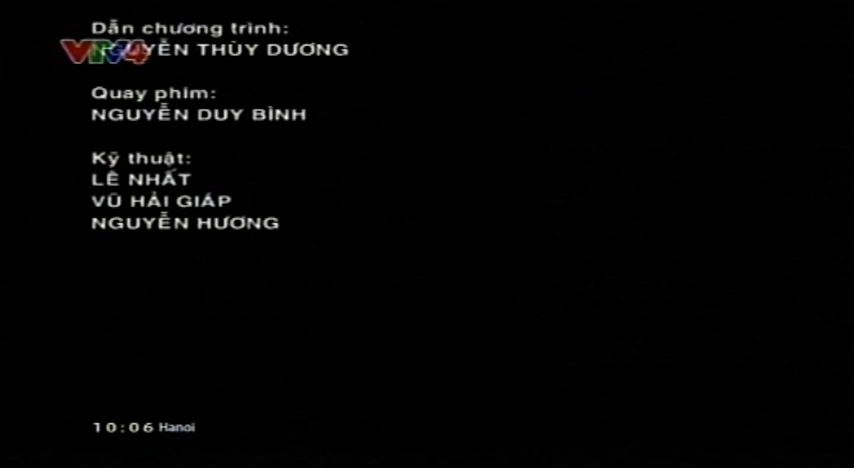 Dẫn chương trình:
VTV4
NGUYỄN THÙY DƯƠNG
Quay phim:
NGUYỄN DUY BÌNH
Kỹ thuật:
LÊ NHẤT
VŨ HẢI GIÁP
NGUYỄN HƯƠNG
10:06 Hanoi